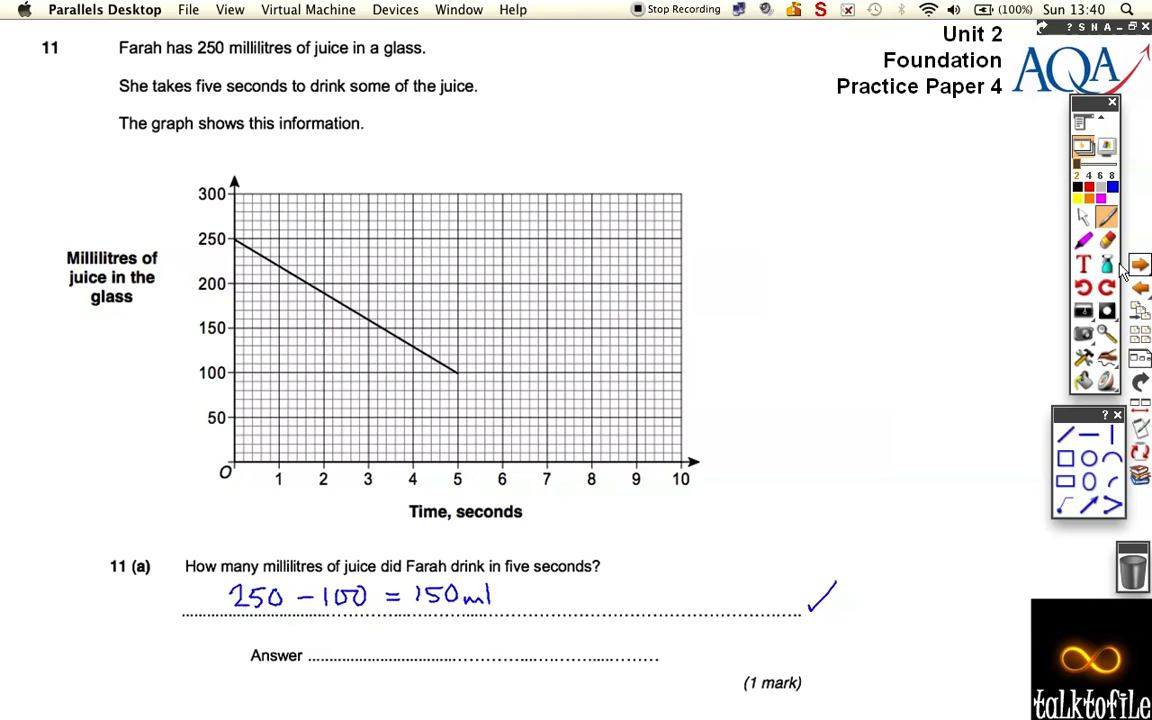 Parallels Desktop File View Virtual Machine Devices Window Help Stop Recording S (100%) Sun 13:40
? S N A
11 Farah has 250 millilitres of juice in a glass.
Unit 2
Foundation
Practice Paper 4
AQA
She takes five seconds to drink some of the juice.
The graph shows this information.
2 4 6 8
T
300
250
200
150
100
50
O
Millilitres of
juice in the
glass
1 2 3 4 5 6 7 8 9 10
Time, seconds
?
11 (a) How many millilitres of juice did Farah drink in five seconds?
250 - 100 = 150ml
Answer
(1 mark)
talktofile